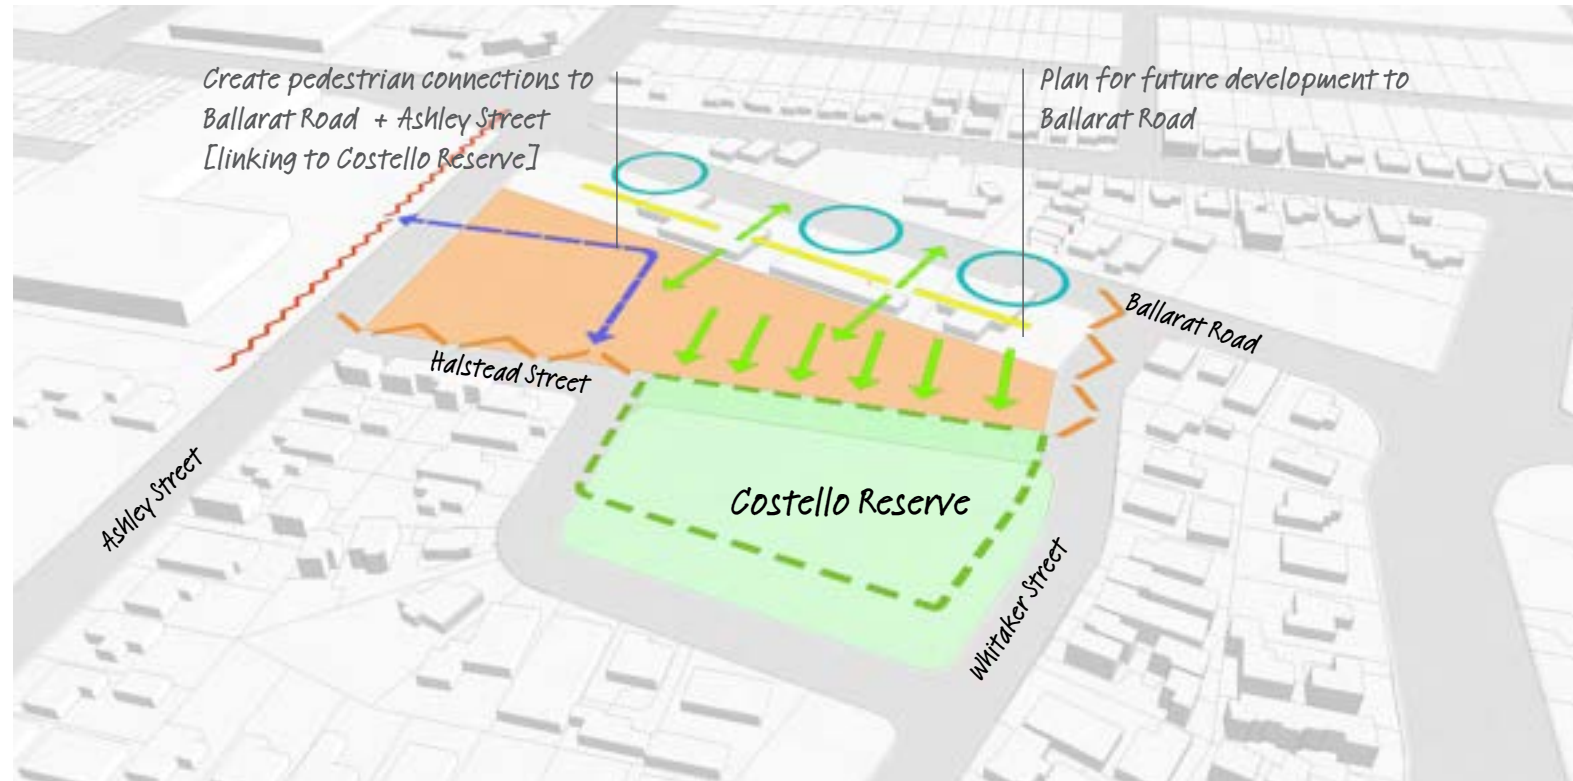 Create pedestrian connections to
Ballarat Road + Ashley Street
[linking to Costello Reserve]
Plan for future development to
Ballarat Road
Ballarat Road
Halstead Street
Ashley Street
Costello Reserve
Whitaker Street